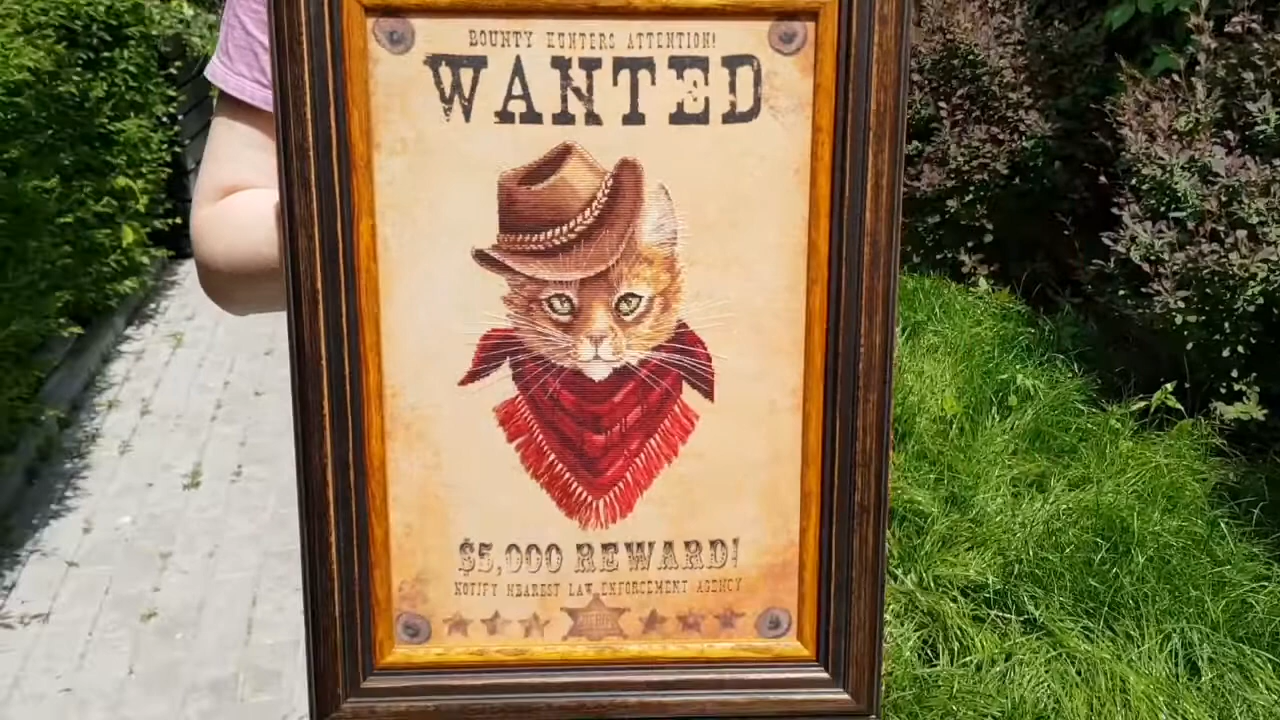 BOUNTY HUNTERS ATTENTION!
WANTED
$5,000 REWARD!
NOTIFY NEAREST LAW ENFORCEMENT AGENCY